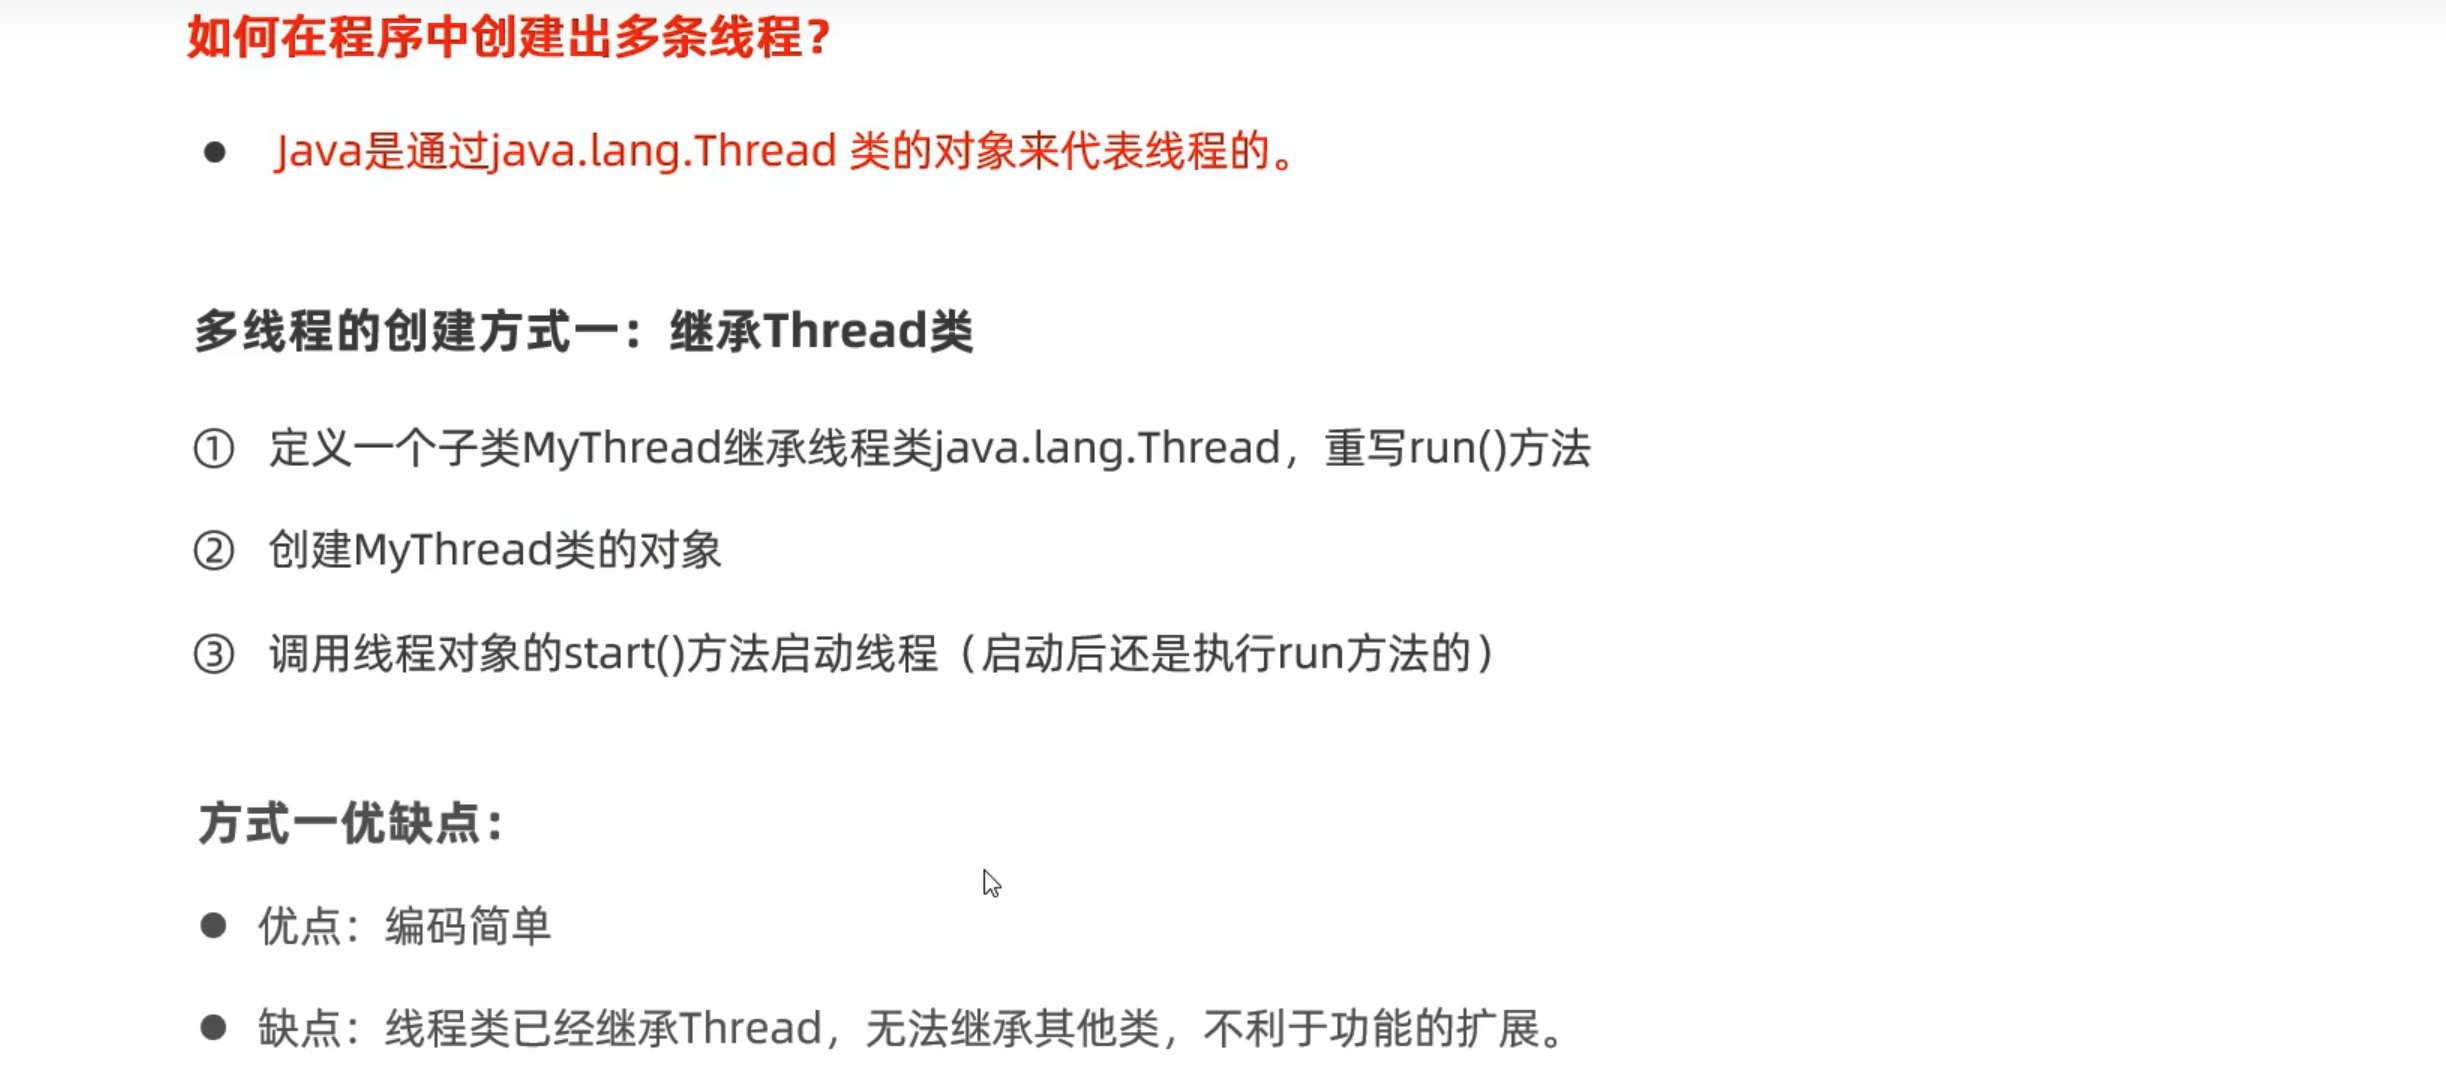 如何在程序中创建出多条线程？
● Java是通过java.lang.Thread 类的对象来代表线程的。
多线程的创建方式一：继承Thread类
① 定义一个子类MyThread继承线程类java.lang.Thread，重写run()方法
② 创建MyThread类的对象
③ 调用线程对象的start()方法启动线程（启动后还是执行run方法的）
方式一优缺点：
● 优点：编码简单
● 缺点：线程类已经继承Thread，无法继承其他类，不利于功能的扩展。